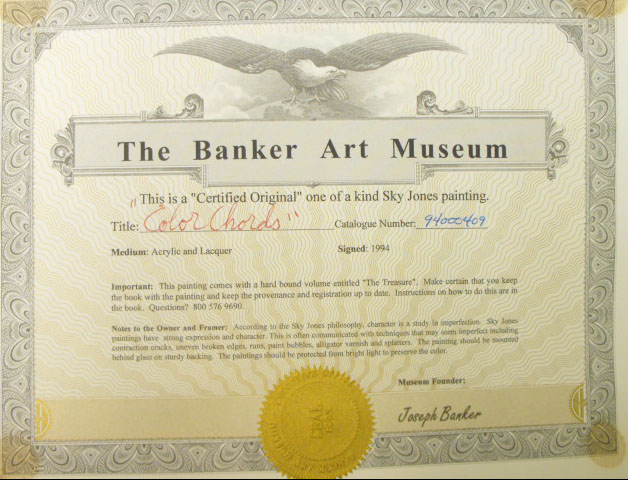 The Banker Art Museum
"This is a "Certified Original" one of a kind Sky Jones painting.
Title: Color Chords" Catalogue Number: 94000409
Medium: Acrylic and Lacquer Signed: 1994
Important: This painting comes with a hard bound volume entitled "The Treasure". Make certain that you keep
the book with the painting and keep the provenance and registration up to date. Instructions on how to do this are in
the book. Questions? 800 576 9690.
Notes to the Owner and Framer: According to the Sky Jones philosophy, character is a study in imperfection. Sky Jones
paintings have strong expression and character. This is often communicated with techniques that may seem imperfect including
contraction cracks, uneven broken edges, runs, paint bubbles, alligator varnish and splatters. The painting should be mounted
behind glass on sturdy backing. The paintings should be protected from bright light to preserve the color.
Museum Founder:
Joseph Banker